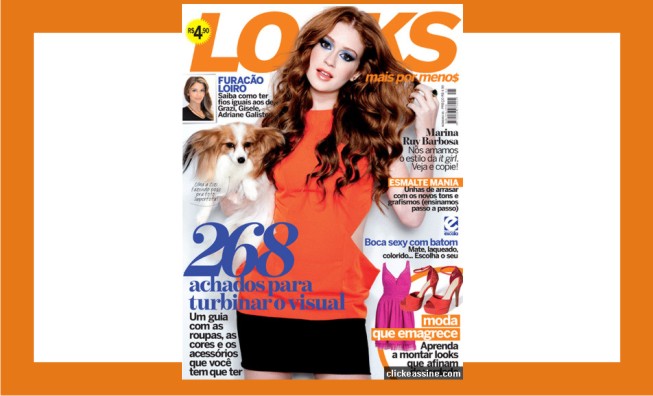 LOOKS
mais por meno$
R$
4,90
FURACÃO
LOIRO
Saiba como ter
fios iguais aos de
Grazi, Gisele,
Adriane Galisteu
Marina
Ruy Barbosa
Nós amamos
o estilo da it girl.
Veja e copie!
ESMALTE MANIA
Unhas de arrasar
com os novos tons e
grafismos (ensinamos
passo a passo)
escala
Boca sexy com batom
Mate, laqueado,
colorido... Escolha o seu
268
achados para
turbinar o visual
Um guia
com as
roupas, as
cores e os
acessórios
que você
tem que ter
moda
que emagrece
Aprenda
a montar looks
que afinam
clickeassine.com